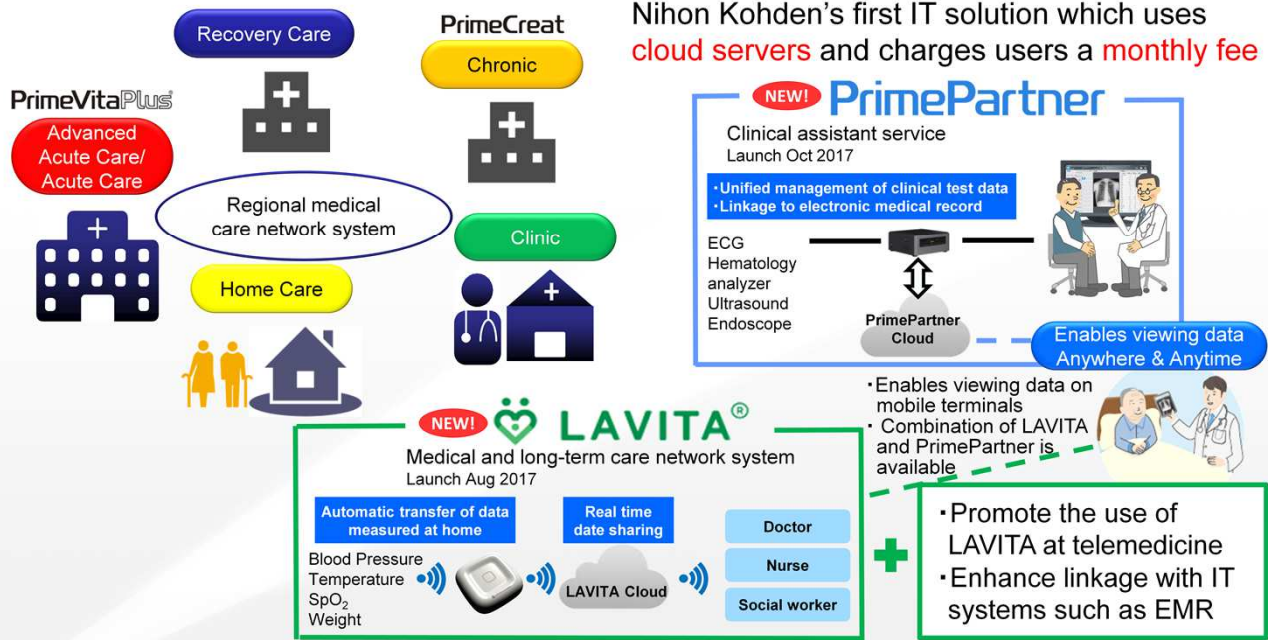 Nihon Kohden's first IT solution which uses
cloud servers and charges users a monthly fee
Recovery Care
PrimeCreat
Chronic
PrimeVitaPlus®
Advanced
Acute Care/
Acute Care
Regional medical
care network system
Clinic
Home Care
NEW!
PrimePartner
Clinical assistant service
Launch Oct 2017
・Unified management of clinical test data
・Linkage to electronic medical record
ECG
Hematology
analyzer
Ultrasound
Endoscope
PrimePartner
Cloud
Enables viewing data
Anywhere & Anytime
・Enables viewing data on
mobile terminals
・Combination of LAVITA
and PrimePartner is
available
NEW!
LAVITA®
Medical and long-term care network system
Launch Aug 2017
Automatic transfer of data
measured at home
Real time
date sharing
Blood Pressure
Temperature
SpO₂
Weight
LAVITA Cloud
Doctor
Nurse
Social worker
・Promote the use of
LAVITA at telemedicine
・Enhance linkage with IT
systems such as EMR